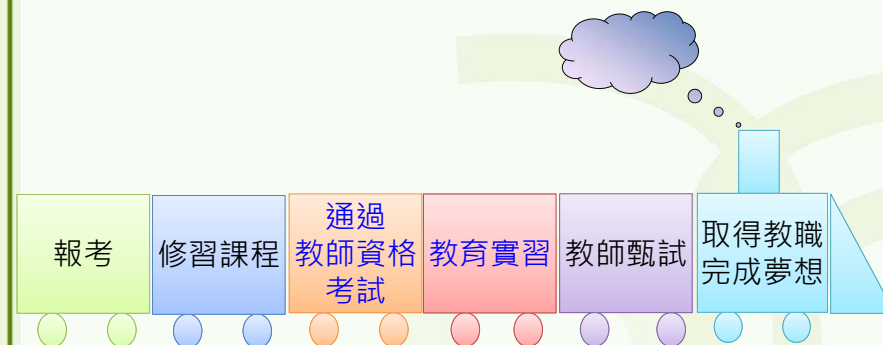 報考
修習課程
通過
教師資格
考試
教育實習
教師甄試
取得教職
完成夢想